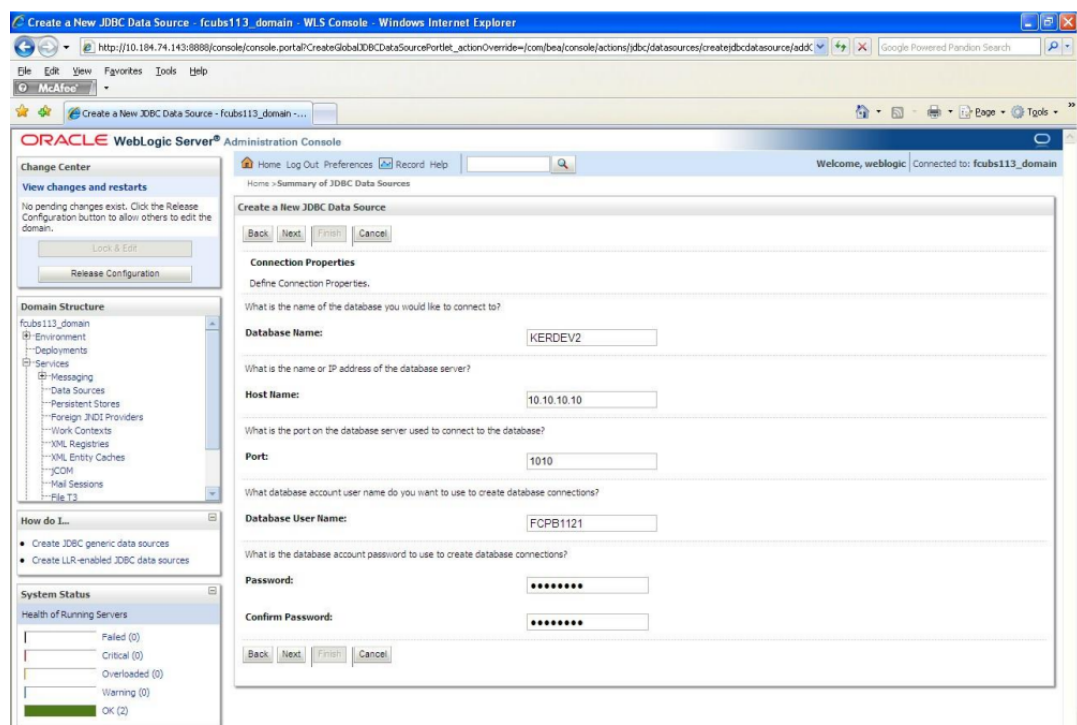 Create a New JDBC Data Source - fcubs113_domain - WLS Console - Windows Internet Explorer
http://10.184.74.143:8888/console/console.portal?CreateGlobalJDBCDataSourcePortlet_actionOverride=/com/bea/console/actions/jdbc/datasources/createjdbcdatasource/addC
Google Powered Pandion Search
File Edit View Favorites Tools Help
McAfee
Create a New JDBC Data Source - fcubs113_domain -...
Page Tools
ORACLE WebLogic Server® Administration Console
Change Center
View changes and restarts
No pending changes exist. Click the Release
Configuration button to allow others to edit the
domain.
Lock & Edit
Release Configuration
Domain Structure
fcubs113_domain
Environment
Deployments
Services
Messaging
Data Sources
Persistent Stores
Foreign JNDI Providers
Work Contexts
XML Registries
XML Entity Caches
jCOM
Mail Sessions
File T3
How do I...
Create JDBC generic data sources
Create LLR-enabled JDBC data sources
System Status
Health of Running Servers
Failed (0)
Critical (0)
Overloaded (0)
Warning (0)
OK (2)
Home Log Out Preferences Record Help
Welcome, weblogic Connected to: fcubs113_domain
Home >Summary of JDBC Data Sources
Create a New JDBC Data Source
Back Next Finish Cancel
Connection Properties
Define Connection Properties.
What is the name of the database you would like to connect to?
Database Name: KERDEV2
What is the name or IP address of the database server?
Host Name: 10.10.10.10
What is the port on the database server used to connect to the database?
Port: 1010
What database account user name do you want to use to create database connections?
Database User Name: FCPB1121
What is the database account password to use to create database connections?
Password: ••••••••
Confirm Password: ••••••••
Back Next Finish Cancel